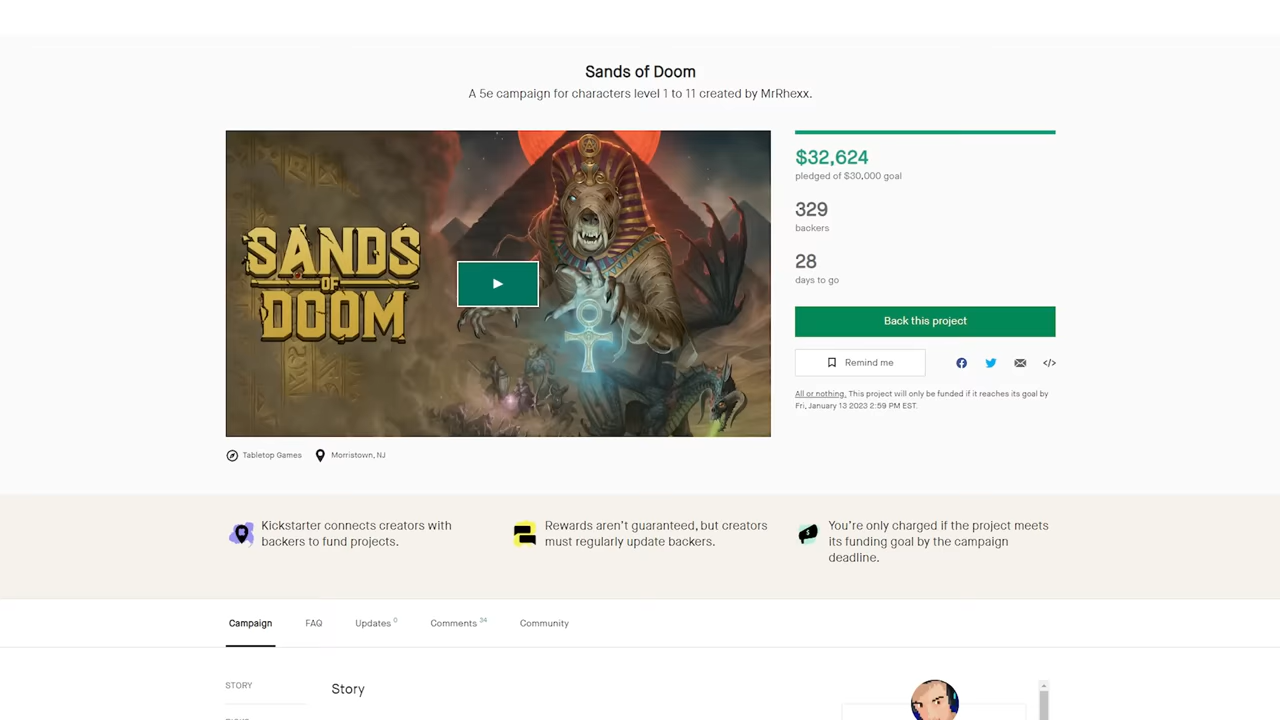 Sands of Doom
A 5e campaign for characters level 1 to 11 created by MrRhexx.
SANDS
OF
DOOM
$32,624
pledged of $30,000 goal
329
backers
28
days to go
Back this project
Remind me
</>
All or nothing. This project will only be funded if it reaches its goal by
Fri, January 13 2023 2:59 PM EST.
Tabletop Games
Morristown, NJ
Kickstarter connects creators with
backers to fund projects.
Rewards aren't guaranteed, but creators
must regularly update backers.
You're only charged if the project meets
its funding goal by the campaign
deadline.
Campaign
FAQ
Updates 0
Comments 34
Community
STORY
Story